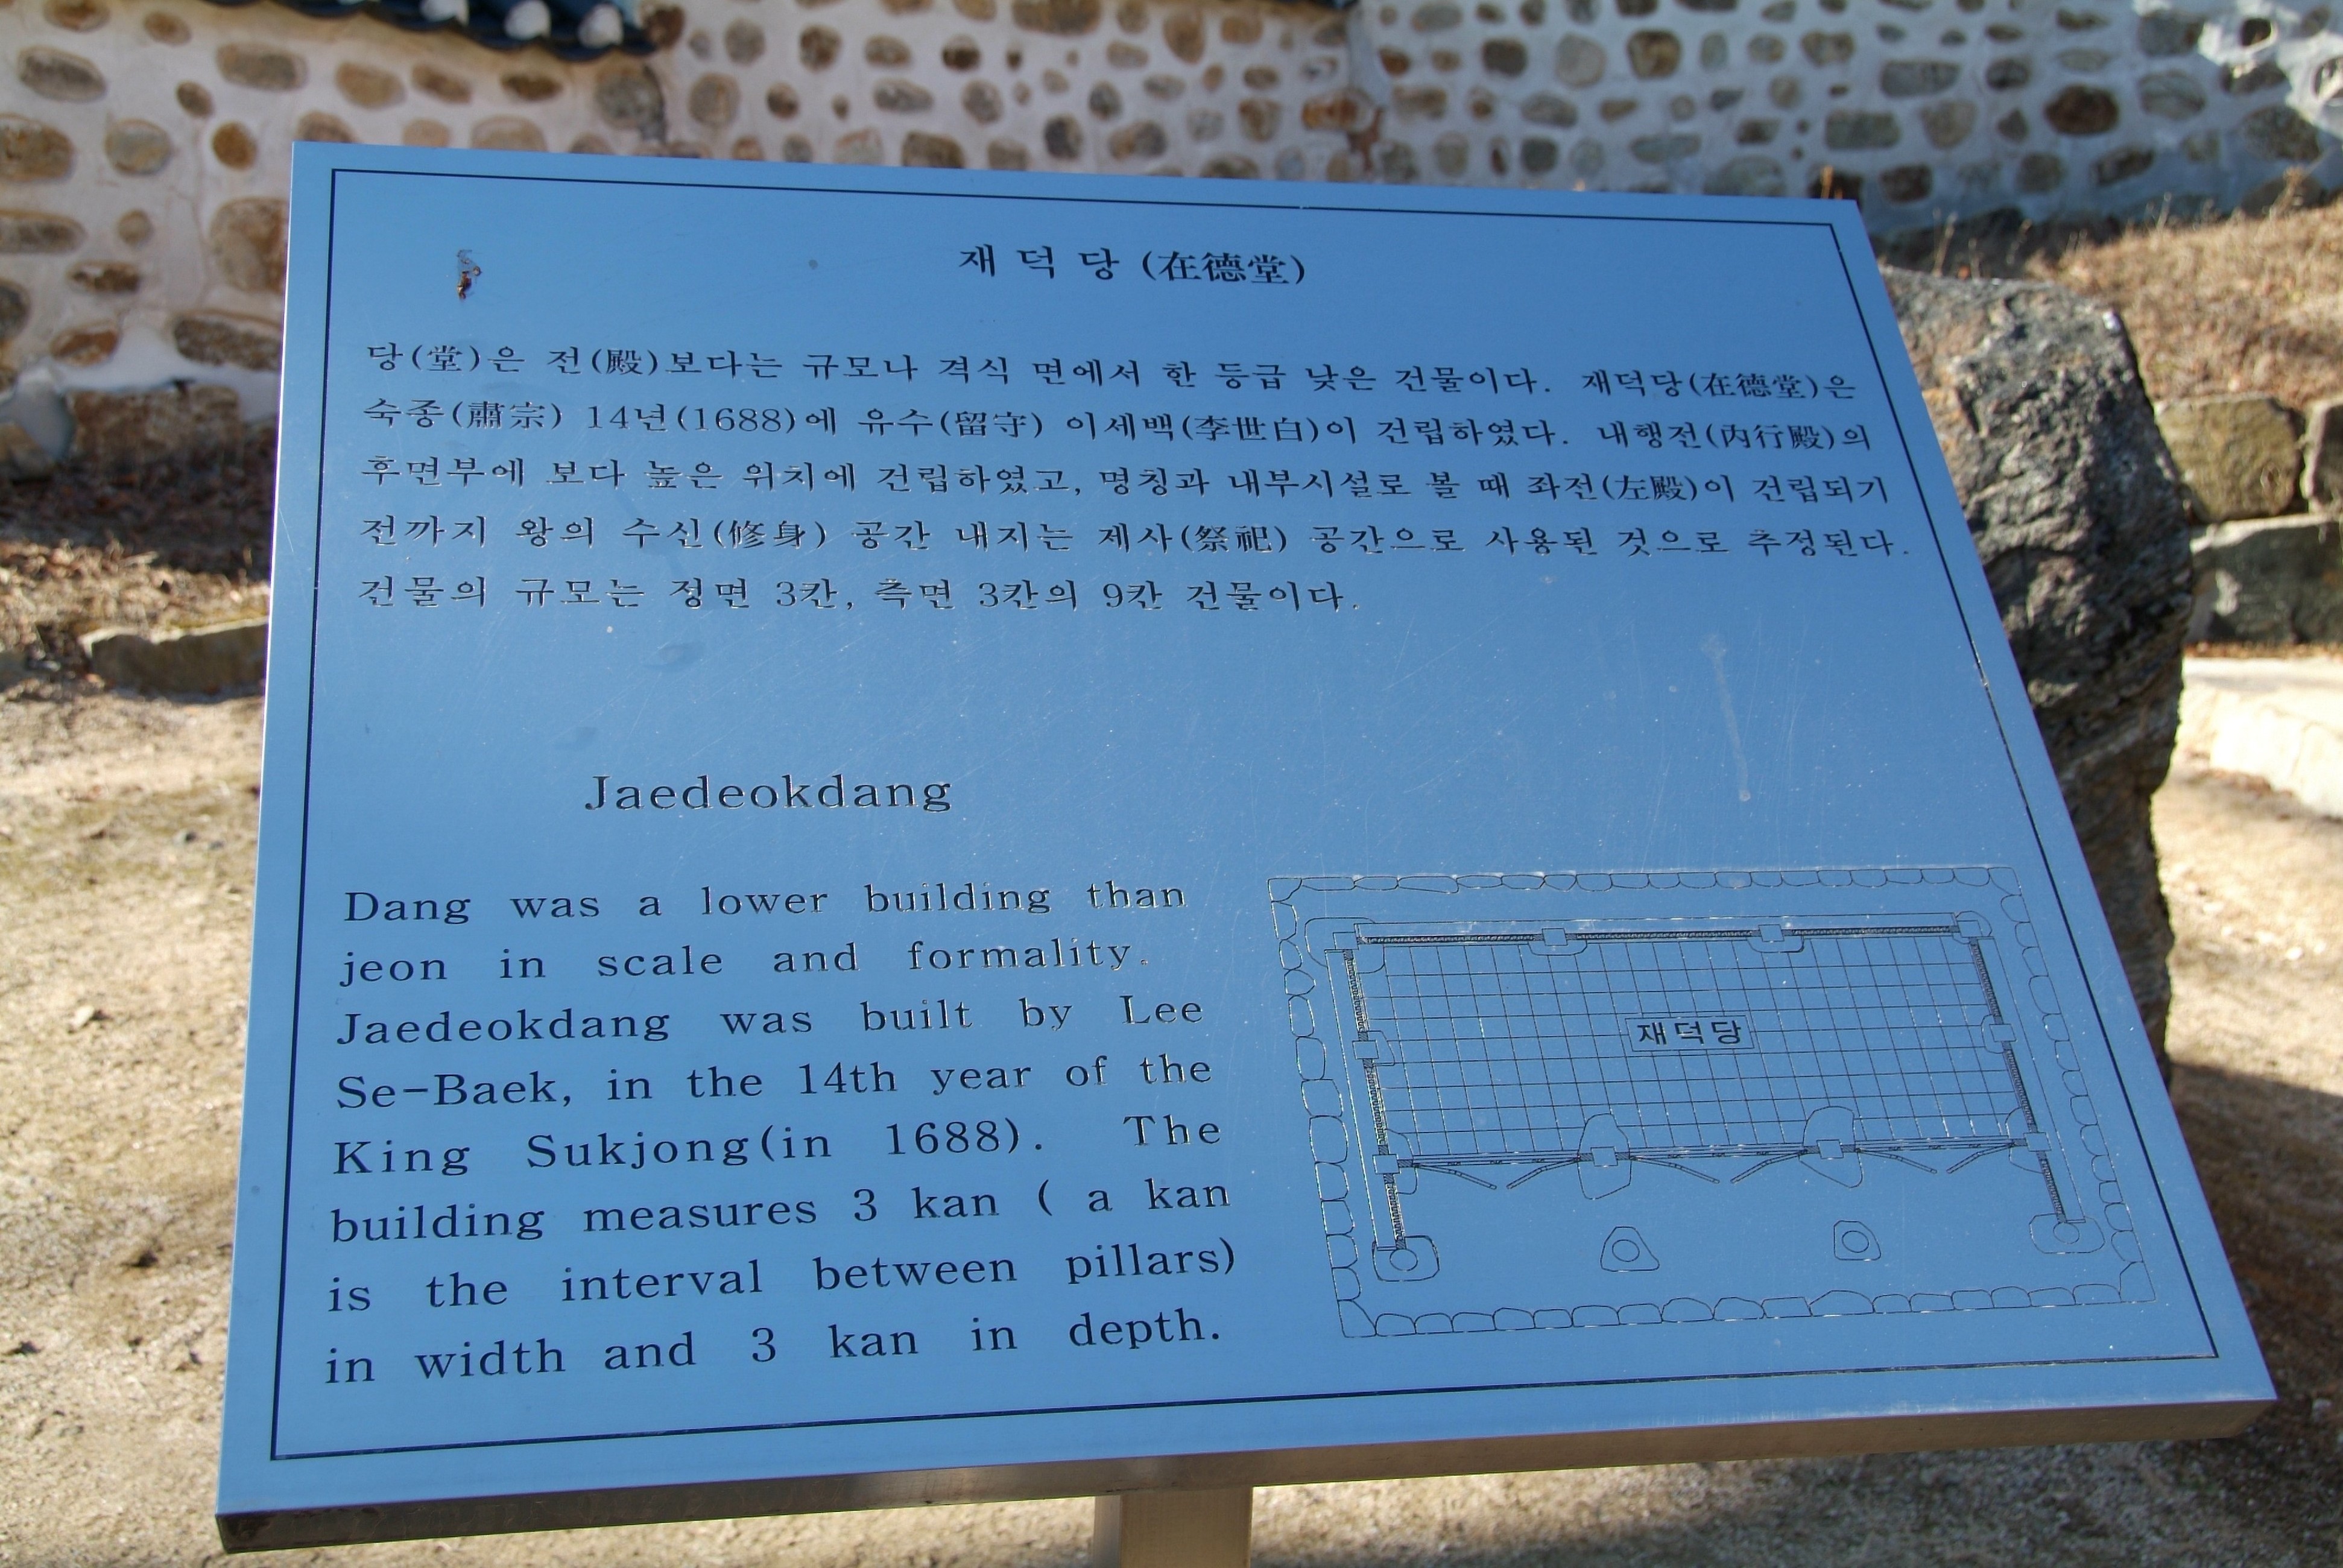 재덕당 (在德堂)
당(堂)은 전(殿)보다는 규모나 격식 면에서 한 등급 낮은 건물이다. 재덕당(在德堂)은
숙종(肅宗) 14년(1688)에 유수(留守) 이세백(李世白)이 건립하였다. 내행전(內行殿)의
후면부에 보다 높은 위치에 건립하였고, 명칭과 내부시설로 볼 때 좌전(左殿)이 건립되기
전까지 왕의 수신(修身) 공간 내지는 제사(祭祀) 공간으로 사용된 것으로 추정된다.
건물의 규모는 정면 3칸, 측면 3칸의 9칸 건물이다.
Jaedeokdang
Dang was a lower building than
jeon in scale and formality.
Jaedeokdang was built by Lee
Se-Baek, in the 14th year of the
King Sukjong(in 1688). The
building measures 3 kan ( a kan
is the interval between pillars)
in width and 3 kan in depth.
재덕당